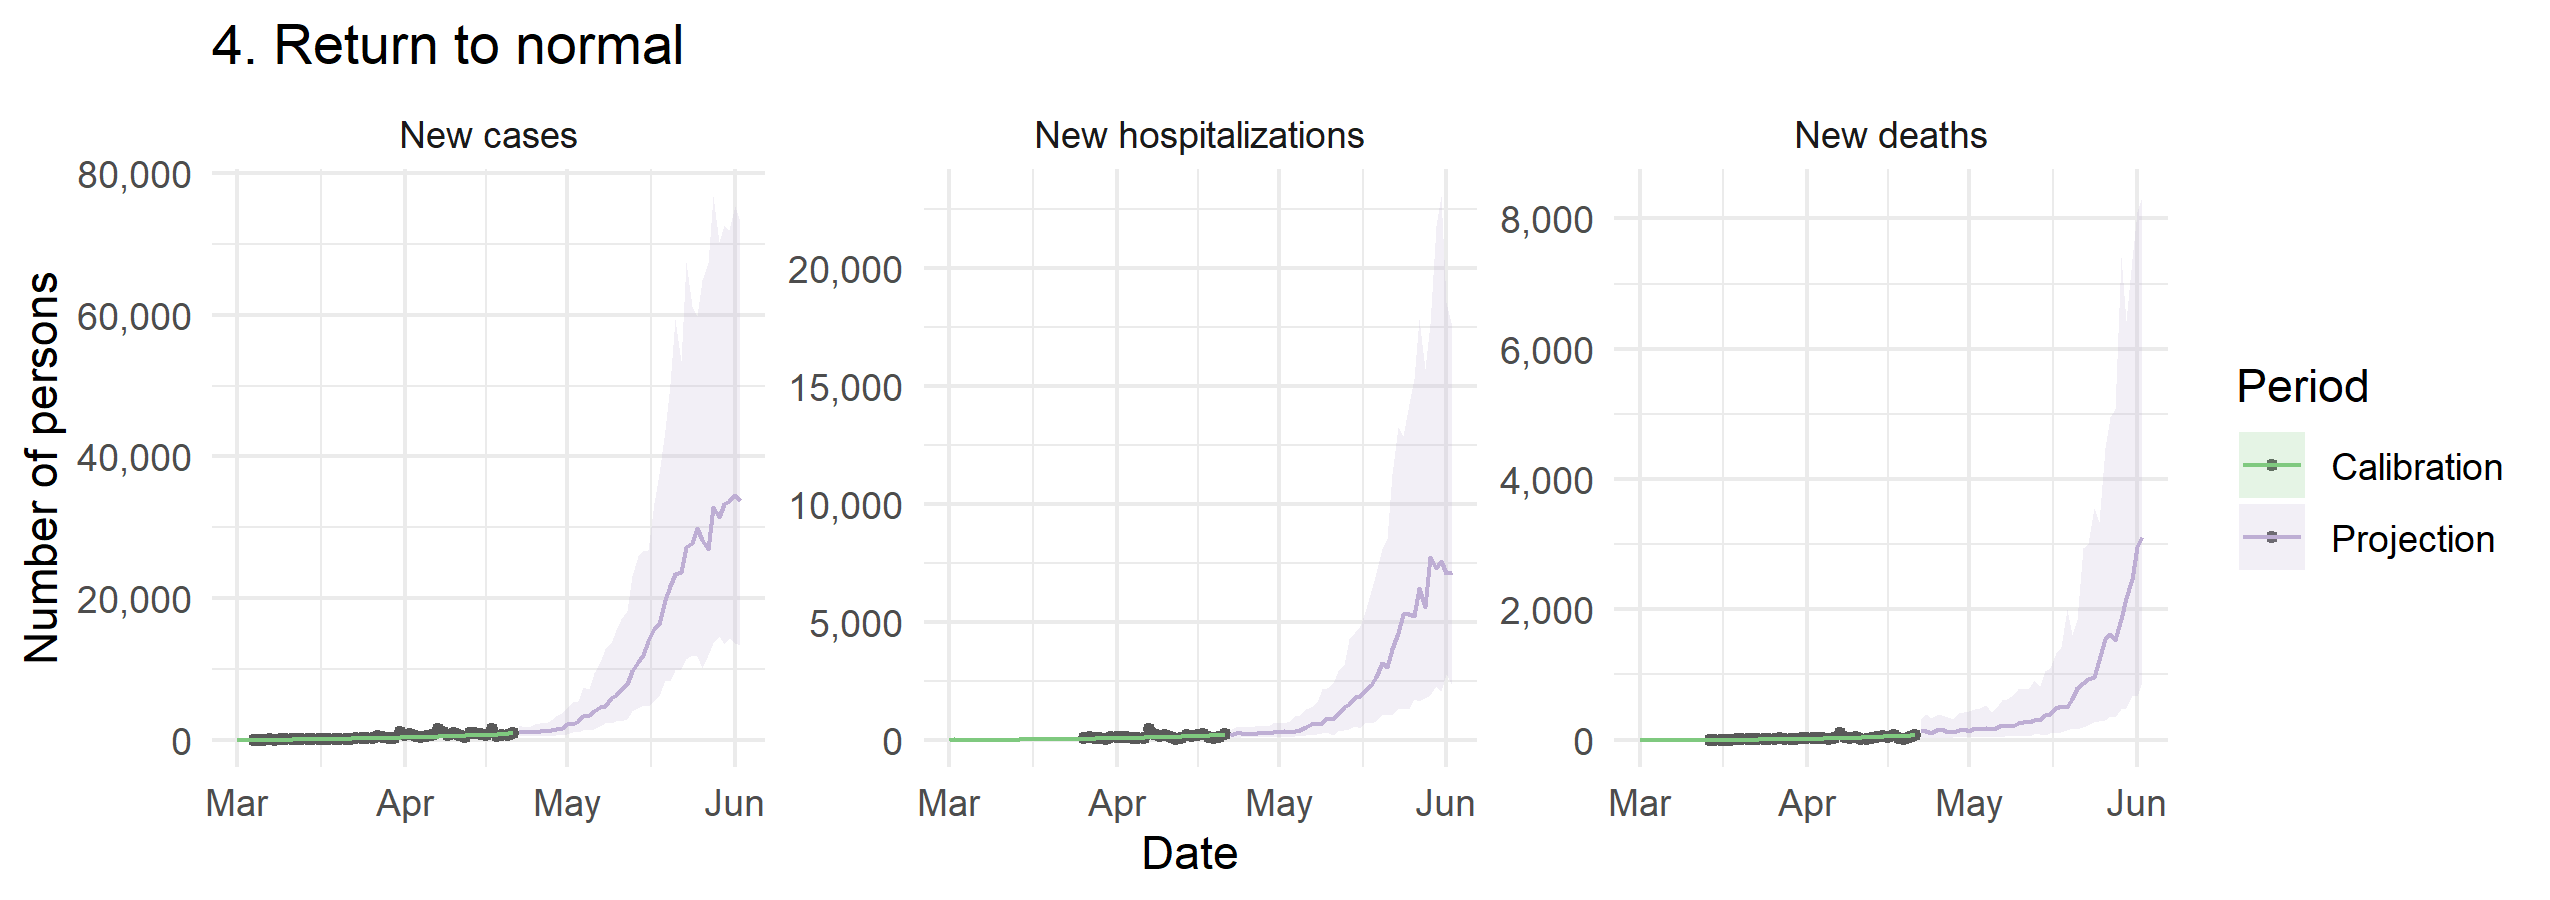 4. Return to normal
New cases
New hospitalizations
New deaths
Number of persons
80,000
60,000
40,000
20,000
0
20,000
15,000
10,000
5,000
0
8,000
6,000
4,000
2,000
0
Mar Apr May Jun
Mar Apr May Jun
Mar Apr May Jun
Date
Period
Calibration
Projection